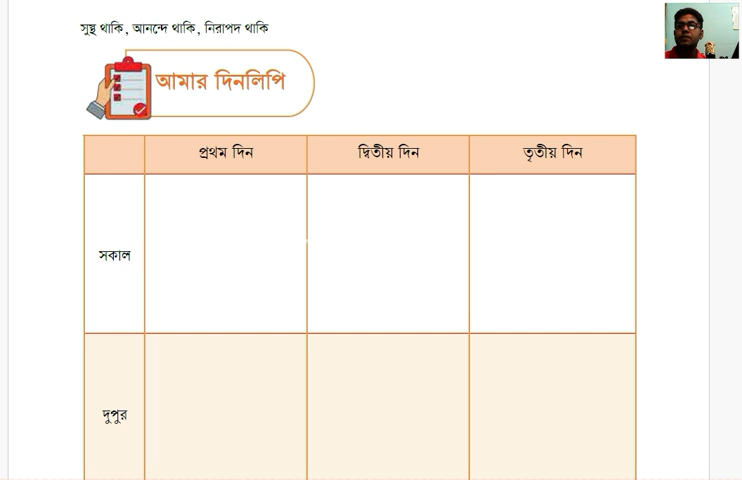 সুস্থ থাকি, আনন্দে থাকি, নিরাপদ থাকি
আমার দিনলিপি
প্রথম দিন দ্বিতীয় দিন তৃতীয় দিন
সকাল
দুপুর